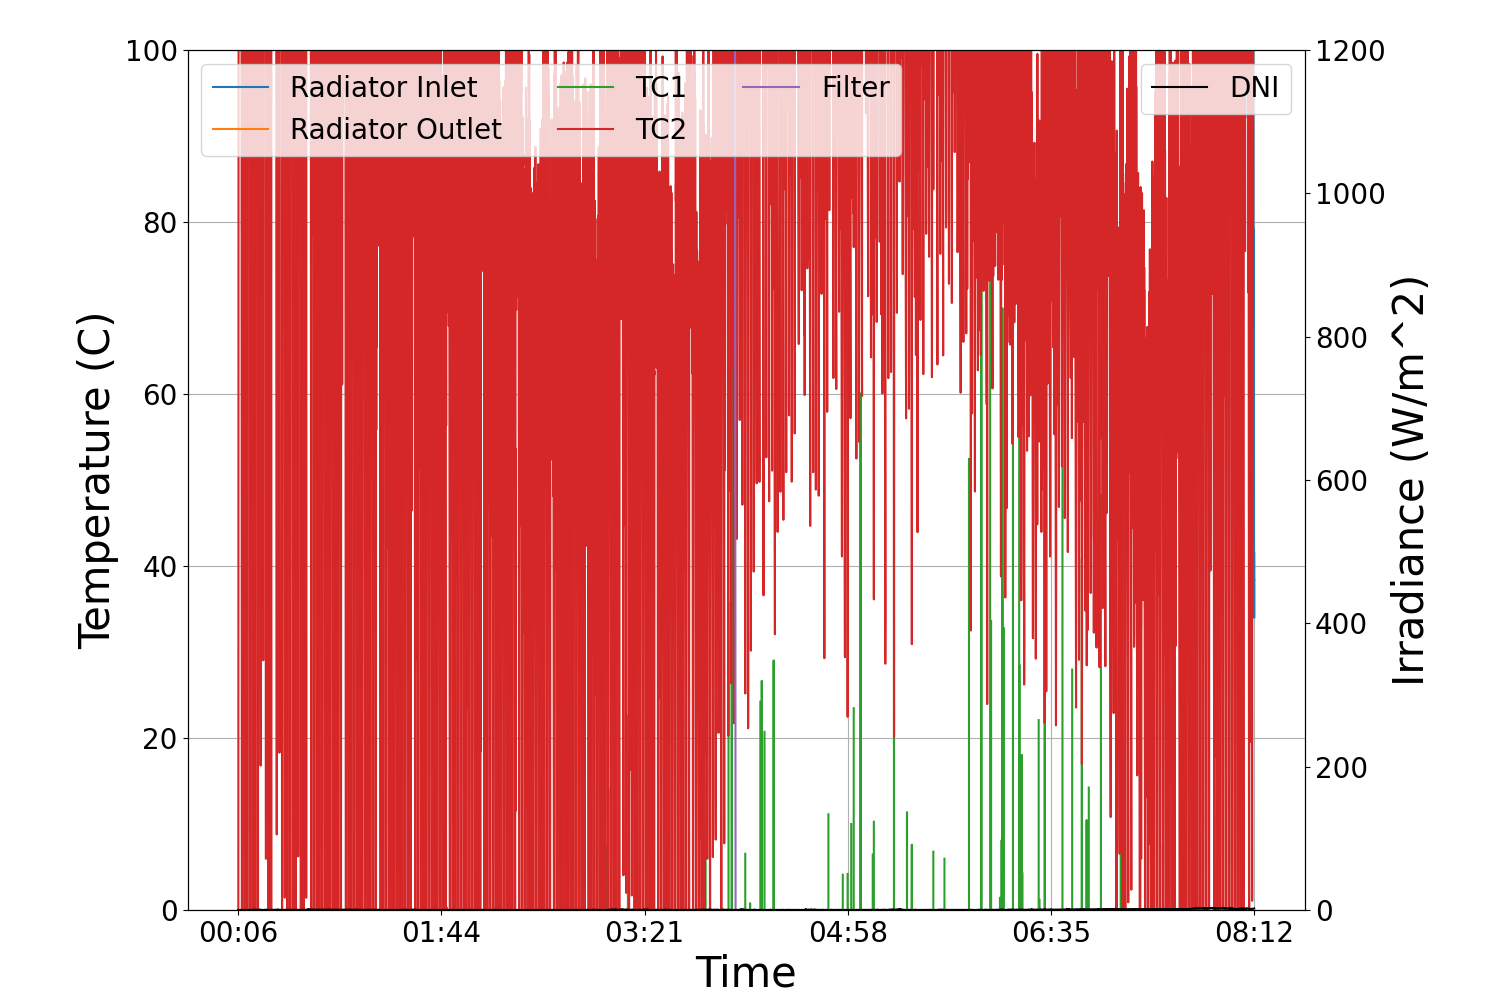 100
80
60
40
20
0
Temperature (C)
Radiator Inlet
Radiator Outlet
TC1
TC2
Filter
DNI
1200
1000
800
600
400
200
0
Irradiance (W/m^2)
00:06 01:44 03:21 04:58 06:35 08:12
Time